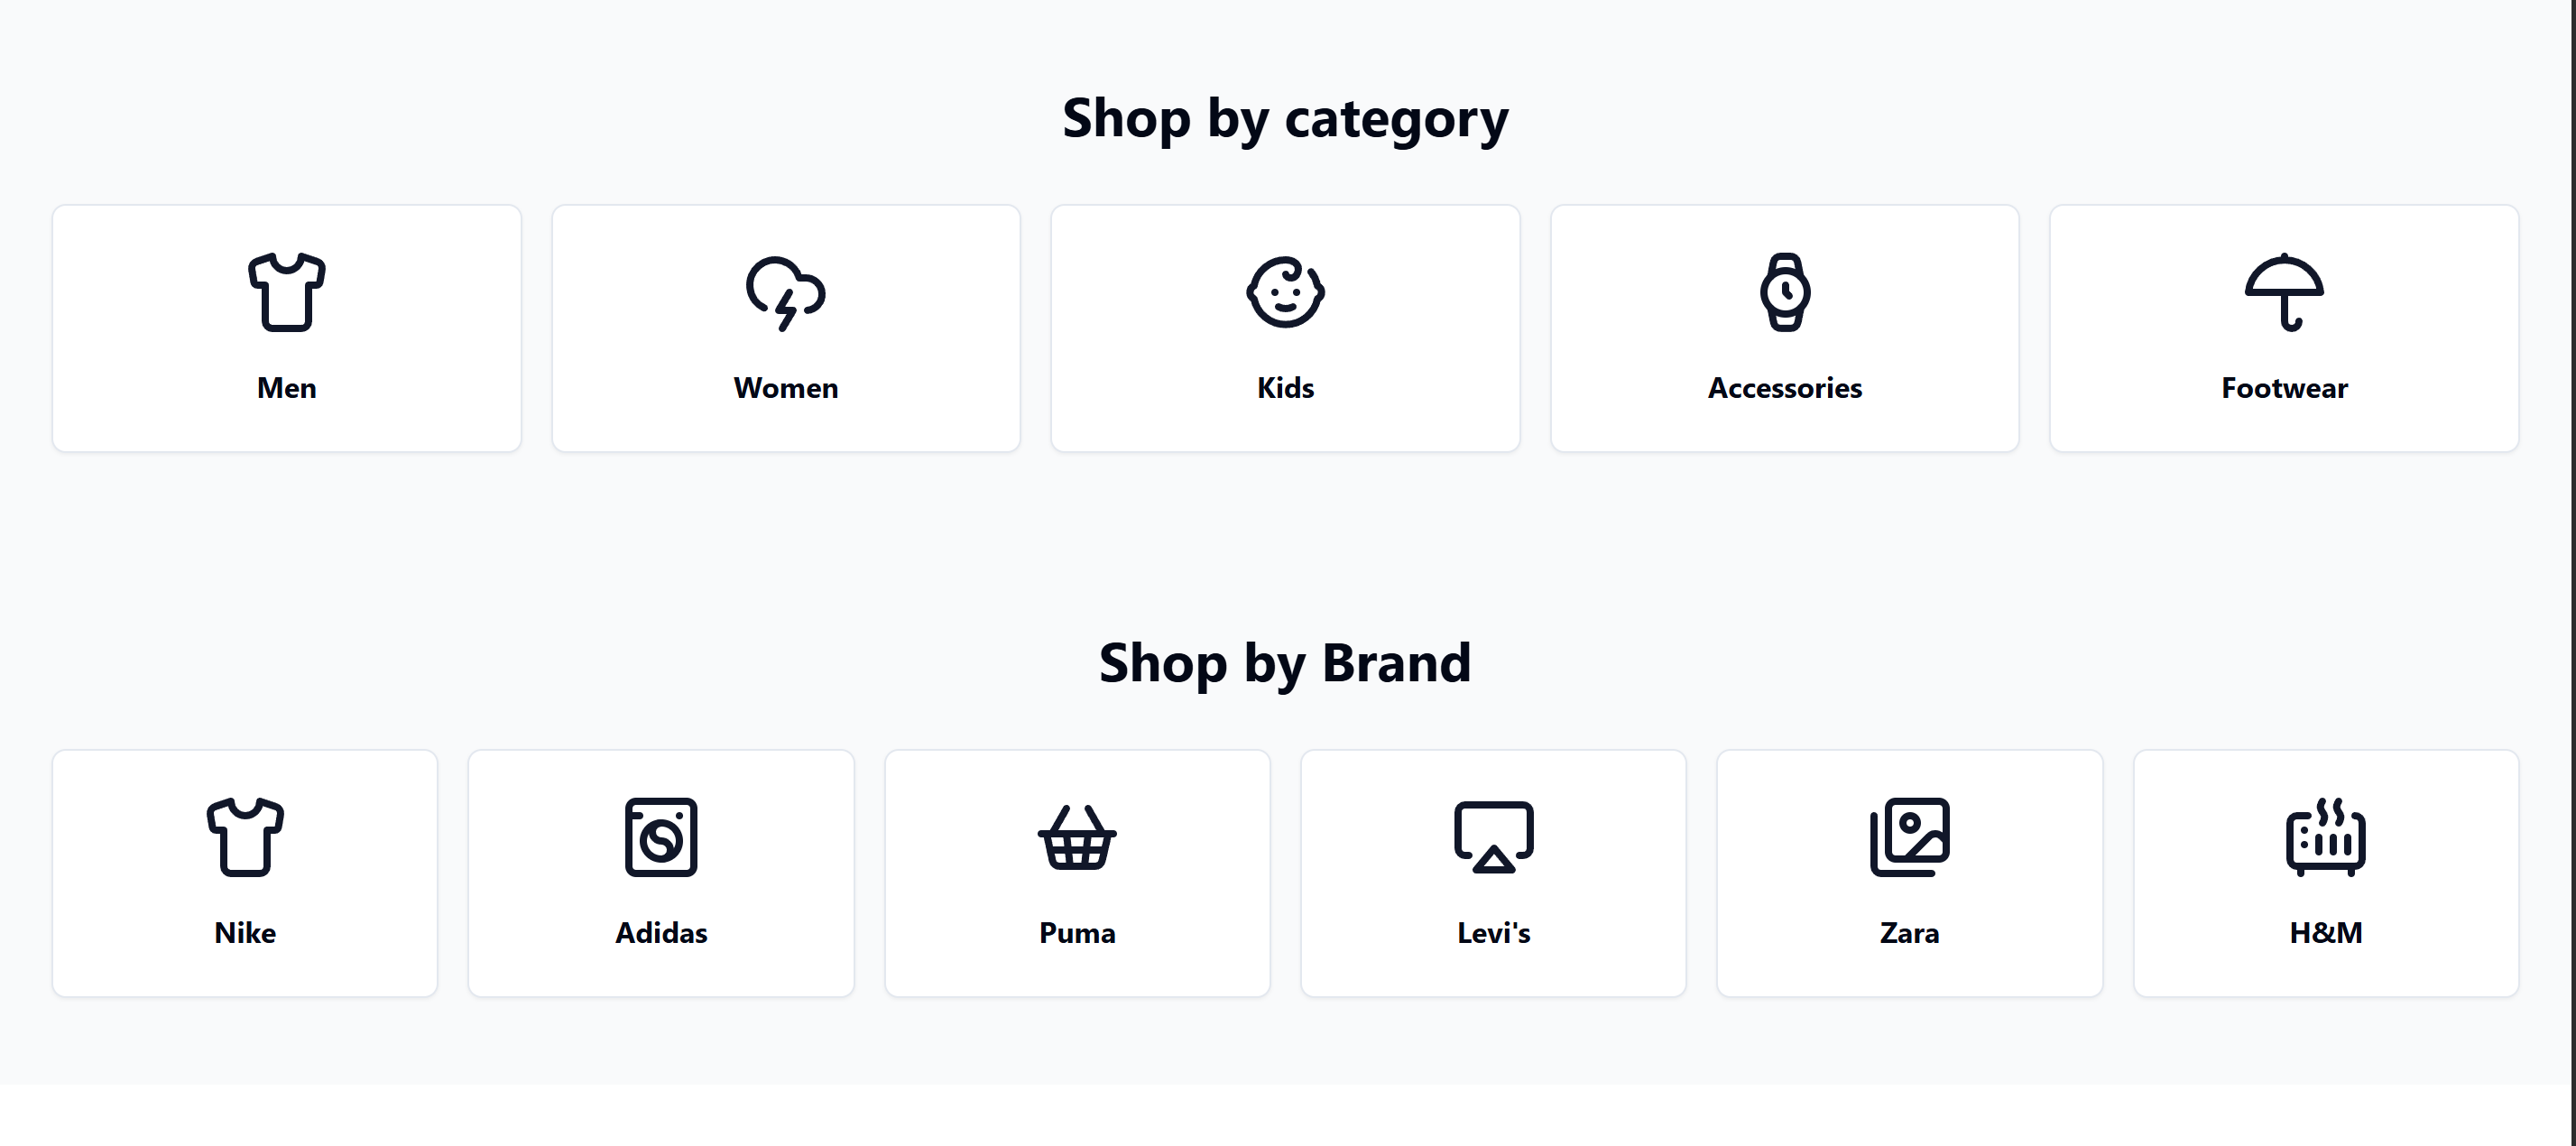 Shop by category
Men
Women
Kids
Accessories
Footwear
Shop by Brand
Nike
Adidas
Puma
Levi's
Zara
H&M